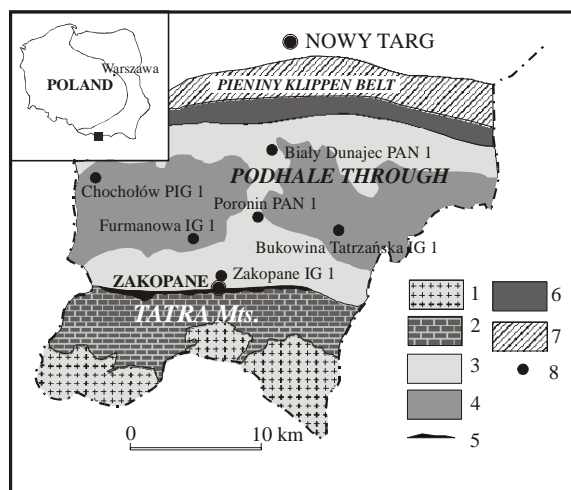 NOWY TARG
Warszawa
POLAND
PIENINY KLIPPEN BELT
Biały Dunajec PAN 1
PODHALE THROUGH
Chochołów PIG 1
Poronin PAN 1
Furmanowa IG 1
Bukowina Tatrzańska IG 1
ZAKOPANE
Zakopane IG 1
TATRA Mts.
1
6
2
7
3
8
4
5
0
10 km